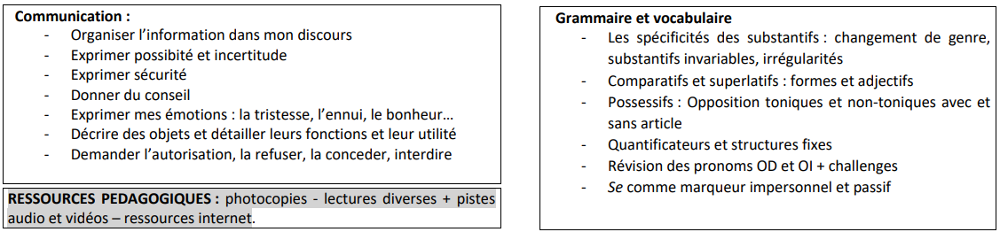 Communication :
- Organiser l’information dans mon discours
- Exprimer possibité et incertitude
- Exprimer sécurité
- Donner du conseil
- Exprimer mes émotions : la tristesse, l’ennui, le bonheur…
- Décrire des objets et détailler leurs fonctions et leur utilité
- Demander l’autorisation, la refuser, la conceder, interdire
RESSOURCES PEDAGOGIQUES : photocopies - lectures diverses + pistes
audio et vidéos – ressources internet.
Grammaire et vocabulaire
- Les spécificités des substantifs : changement de genre,
substantifs invariables, irrégularités
- Comparatifs et superlatifs : formes et adjectifs
- Possessifs : Opposition toniques et non-toniques avec et
sans article
- Quantificateurs et structures fixes
- Révision des pronoms OD et OI + challenges
- Se comme marqueur impersonnel et passif